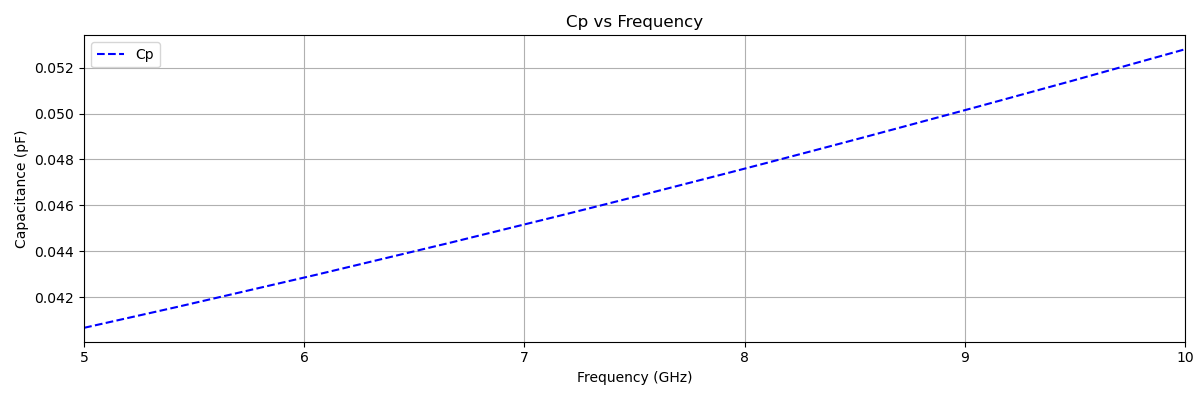 Cp vs Frequency
Cp
0.052
0.050
0.048
0.046
0.044
0.042
Capacitance (pF)
5 6 7 8 9 10
Frequency (GHz)